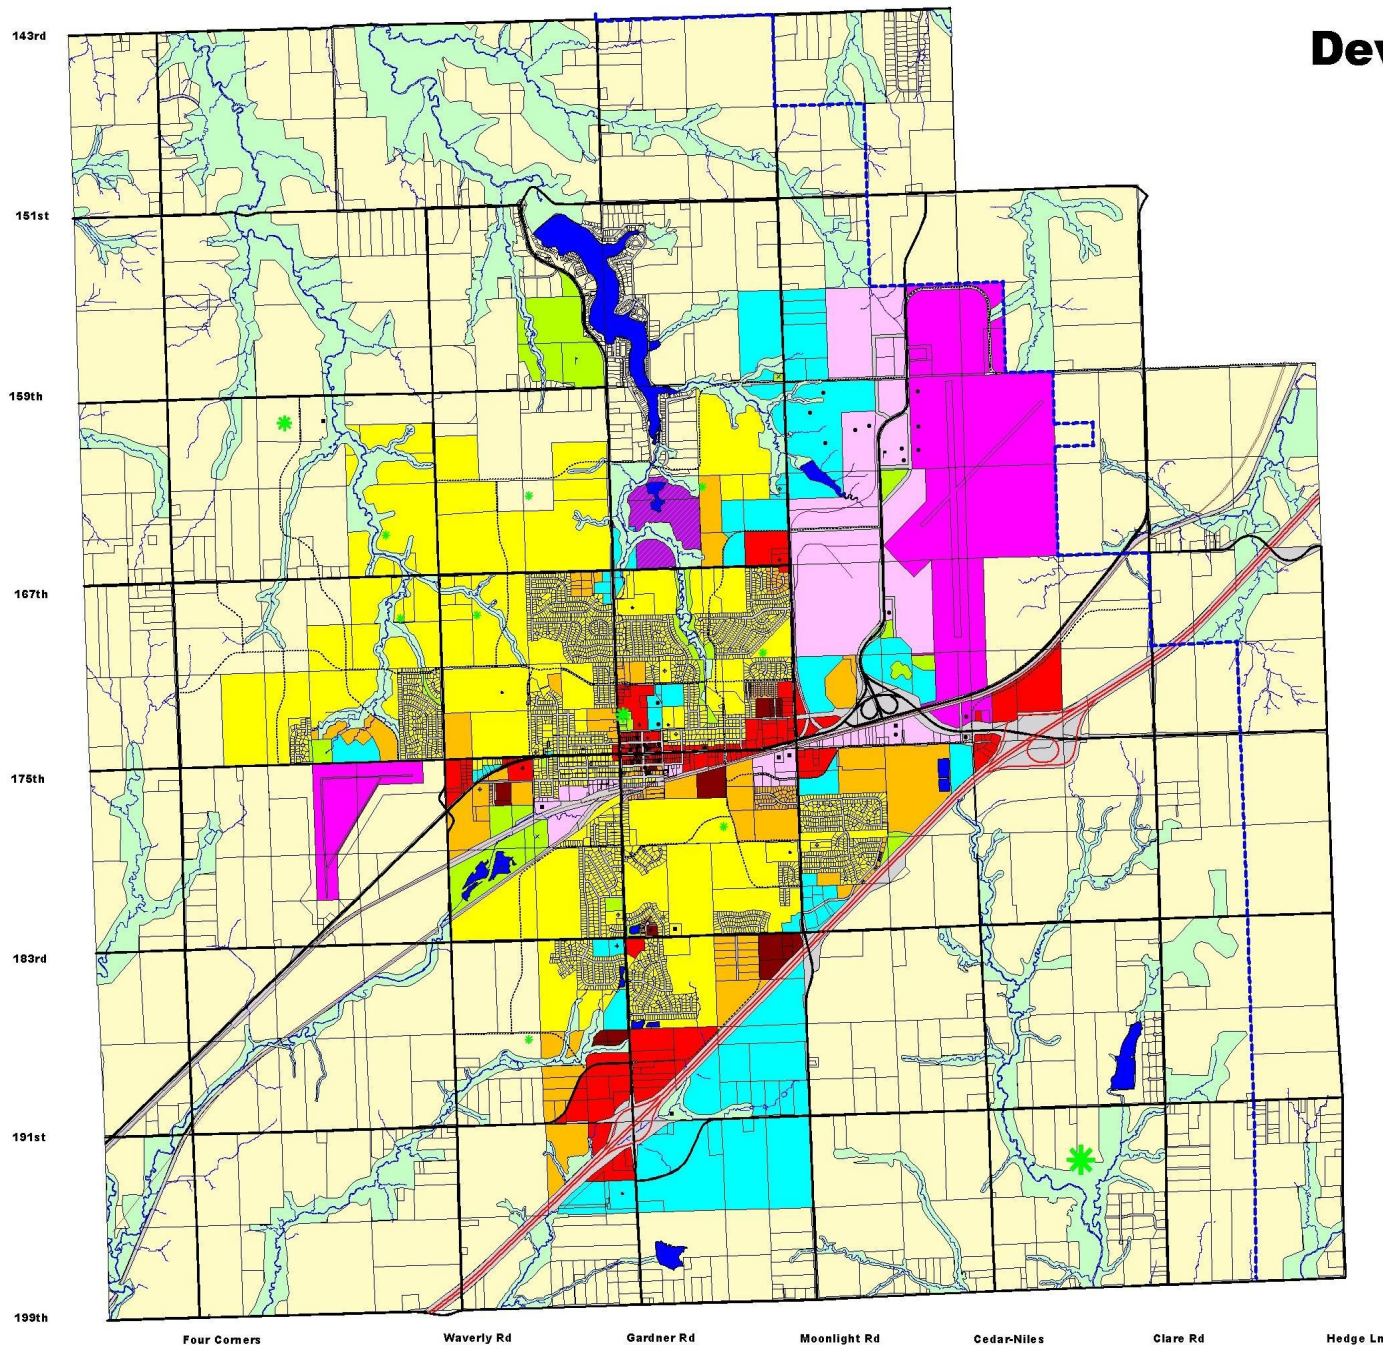 143rd
Dev
151st
159th
167th
175th
183rd
191st
199th
Four Corners
Waverly Rd
Gardner Rd
Moonlight Rd
Cedar-Niles
Clare Rd
Hedge Ln